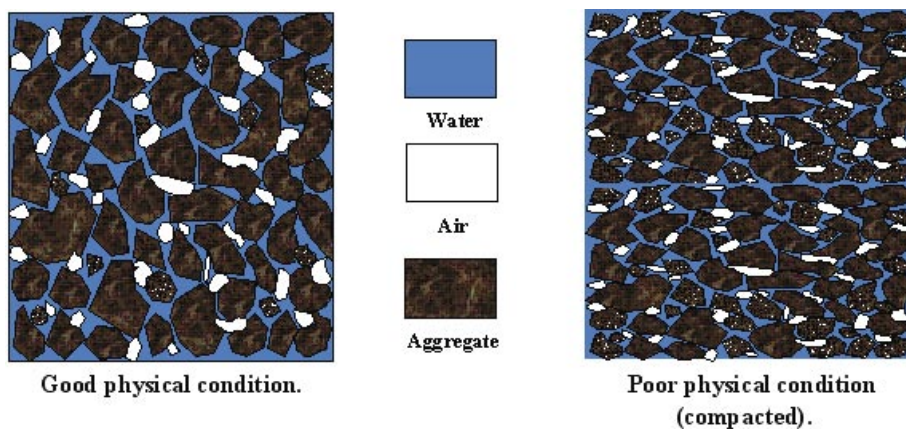 Water
Air
Aggregate
Good physical condition.
Poor physical condition
(compacted).